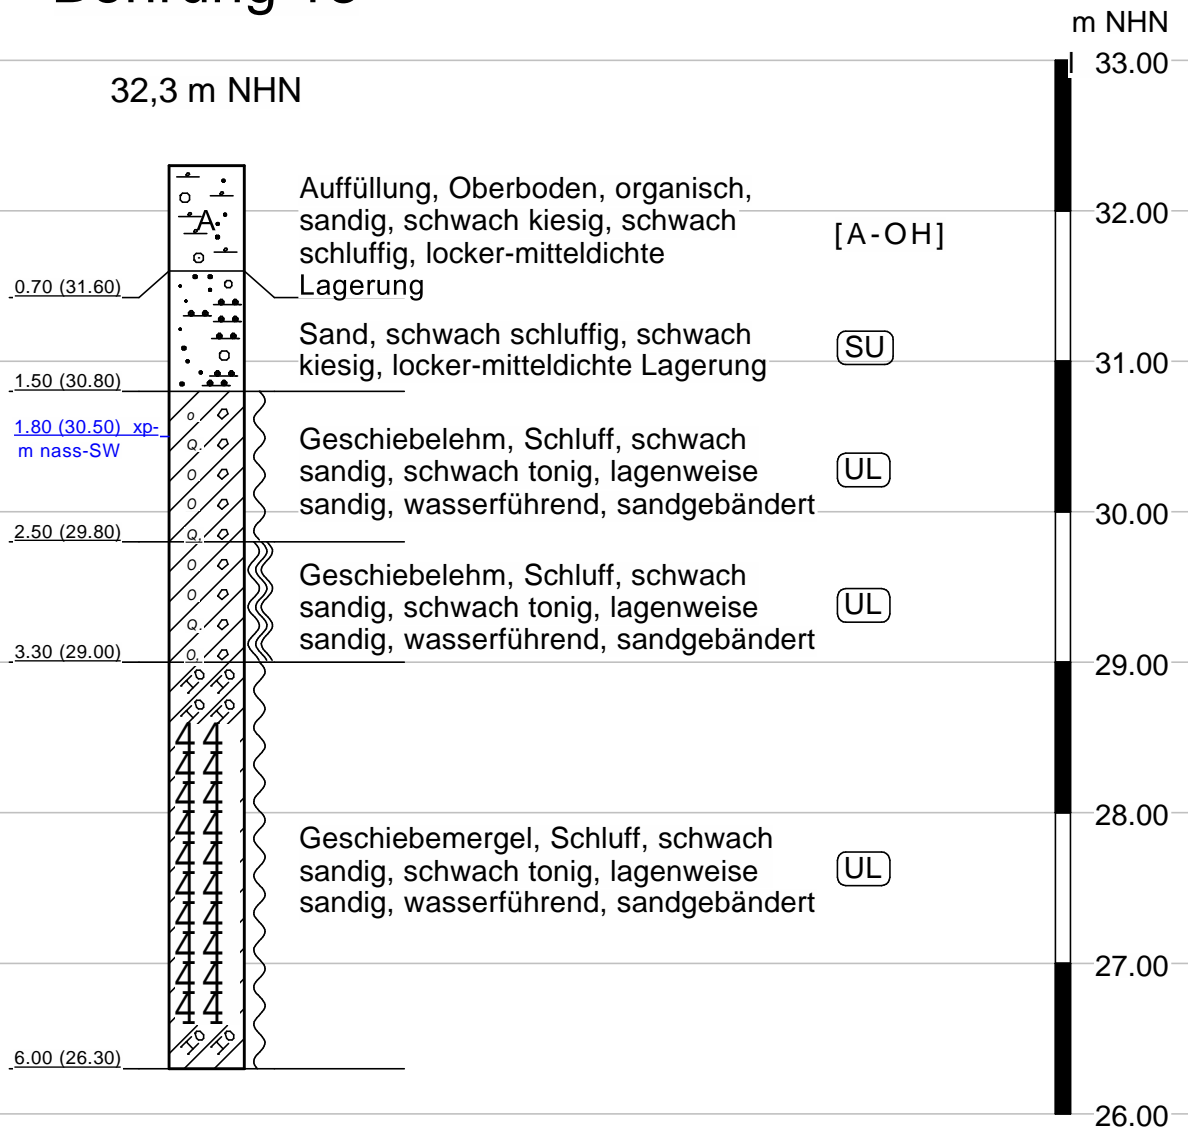 m NHN
33.00
32,3 m NHN
Auffüllung, Oberboden, organisch,
sandig, schwach kiesig, schwach
schluffig, locker-mitteldichte
Lagerung
[A-OH]
32.00
A
0.70 (31.60)
Sand, schwach schluffig, schwach
kiesig, locker-mitteldichte Lagerung
SU
31.00
1.50 (30.80)
1.80 (30.50) xp-
m nass-SW
Geschiebelehm, Schluff, schwach
sandig, schwach tonig, lagenweise
sandig, wasserführend, sandgebändert
UL
30.00
2.50 (29.80)
Geschiebelehm, Schluff, schwach
sandig, schwach tonig, lagenweise
sandig, wasserführend, sandgebändert
UL
3.30 (29.00)
29.00
28.00
Geschiebemergel, Schluff, schwach
sandig, schwach tonig, lagenweise
sandig, wasserführend, sandgebändert
UL
27.00
6.00 (26.30)
26.00